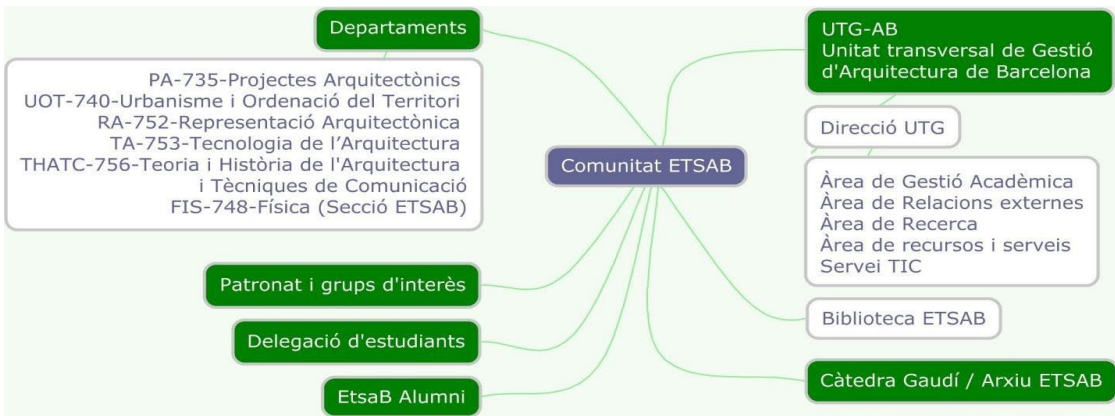 Departaments
PA-735-Projectes Arquitectònics
UOT-740-Urbanisme i Ordenació del Territori
RA-752-Representació Arquitectònica
TA-753-Tecnologia de l’Arquitectura
THATC-756-Teoria i Història de l'Arquitectura
i Tècniques de Comunicació
FIS-748-Física (Secció ETSAB)
Patronat i grups d'interès
Delegació d'estudiants
EtsaB Alumni
Comunitat ETSAB
UTG-AB
Unitat transversal de Gestió
d'Arquitectura de Barcelona
Direcció UTG
Àrea de Gestió Acadèmica
Àrea de Relacions externes
Àrea de Recerca
Àrea de recursos i serveis
Servei TIC
Biblioteca ETSAB
Càtedra Gaudí / Arxiu ETSAB